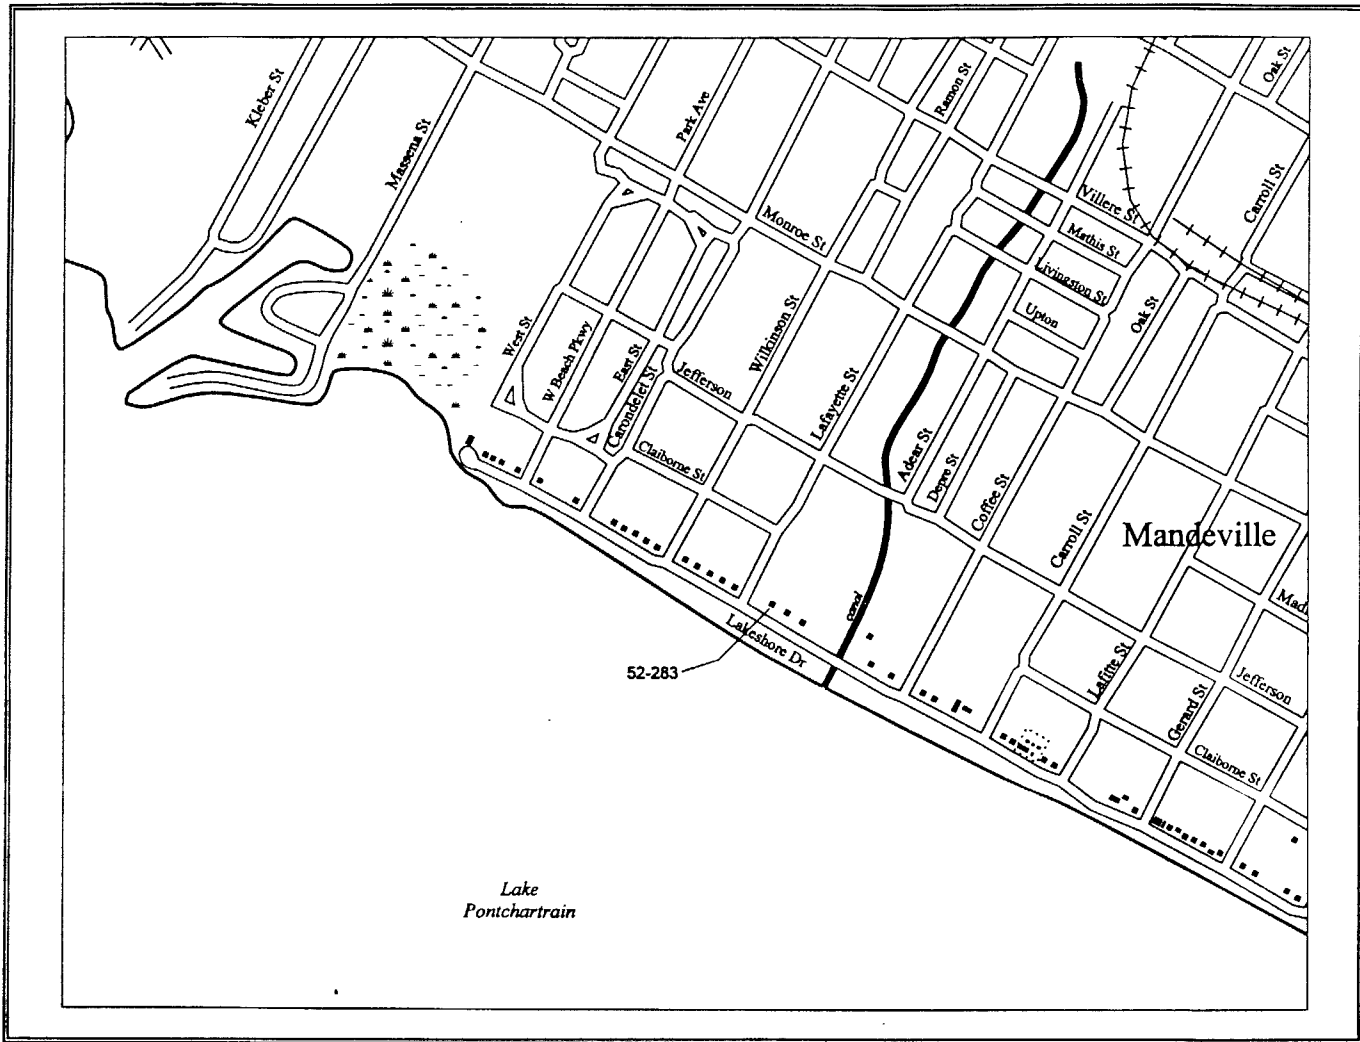 Kleber St
Massena St
Park Ave
Ramon St
Oak St
Carroll St
Villere St
Mathis St
Monroe St
Livingston St
Upton
Oak St
West St
W Beach Pkwy
East St
Carondelet St
Jefferson
Wilkinson St
Lafayette St
Claiborne St
Adear St
Depre St
Coffee St
Carroll St
Mandeville
Madi
canal
Lakeshore Dr
52-283
Lafitte St
Gerard St
Jefferson
Claiborne St
Lake
Pontchartrain